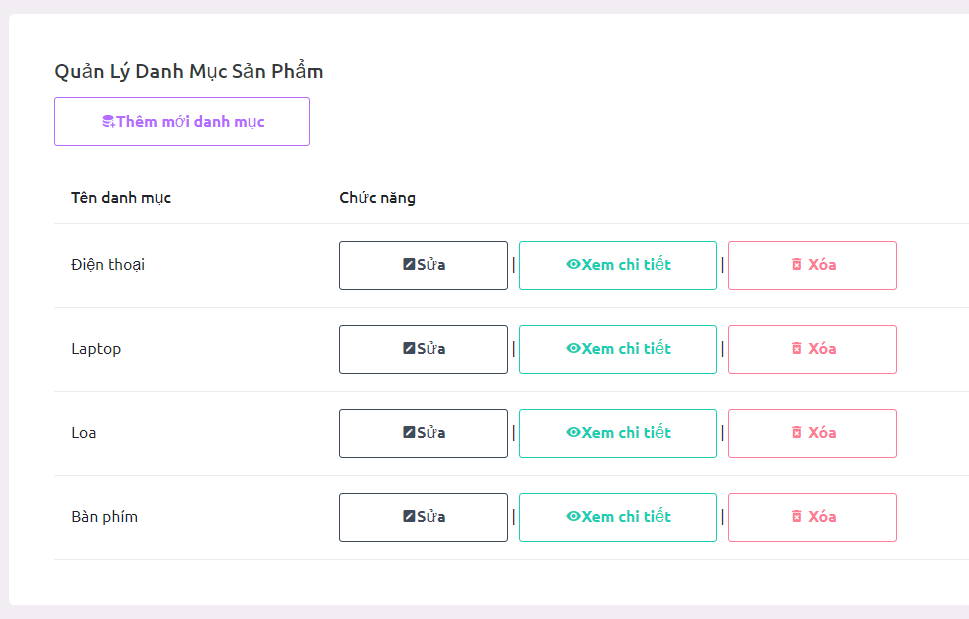 Quản Lý Danh Mục Sản Phẩm
Thêm mới danh mục
Tên danh mục Chức năng
Điện thoại Sửa | Xem chi tiết | Xóa
Laptop Sửa | Xem chi tiết | Xóa
Loa Sửa | Xem chi tiết | Xóa
Bàn phím Sửa | Xem chi tiết | Xóa